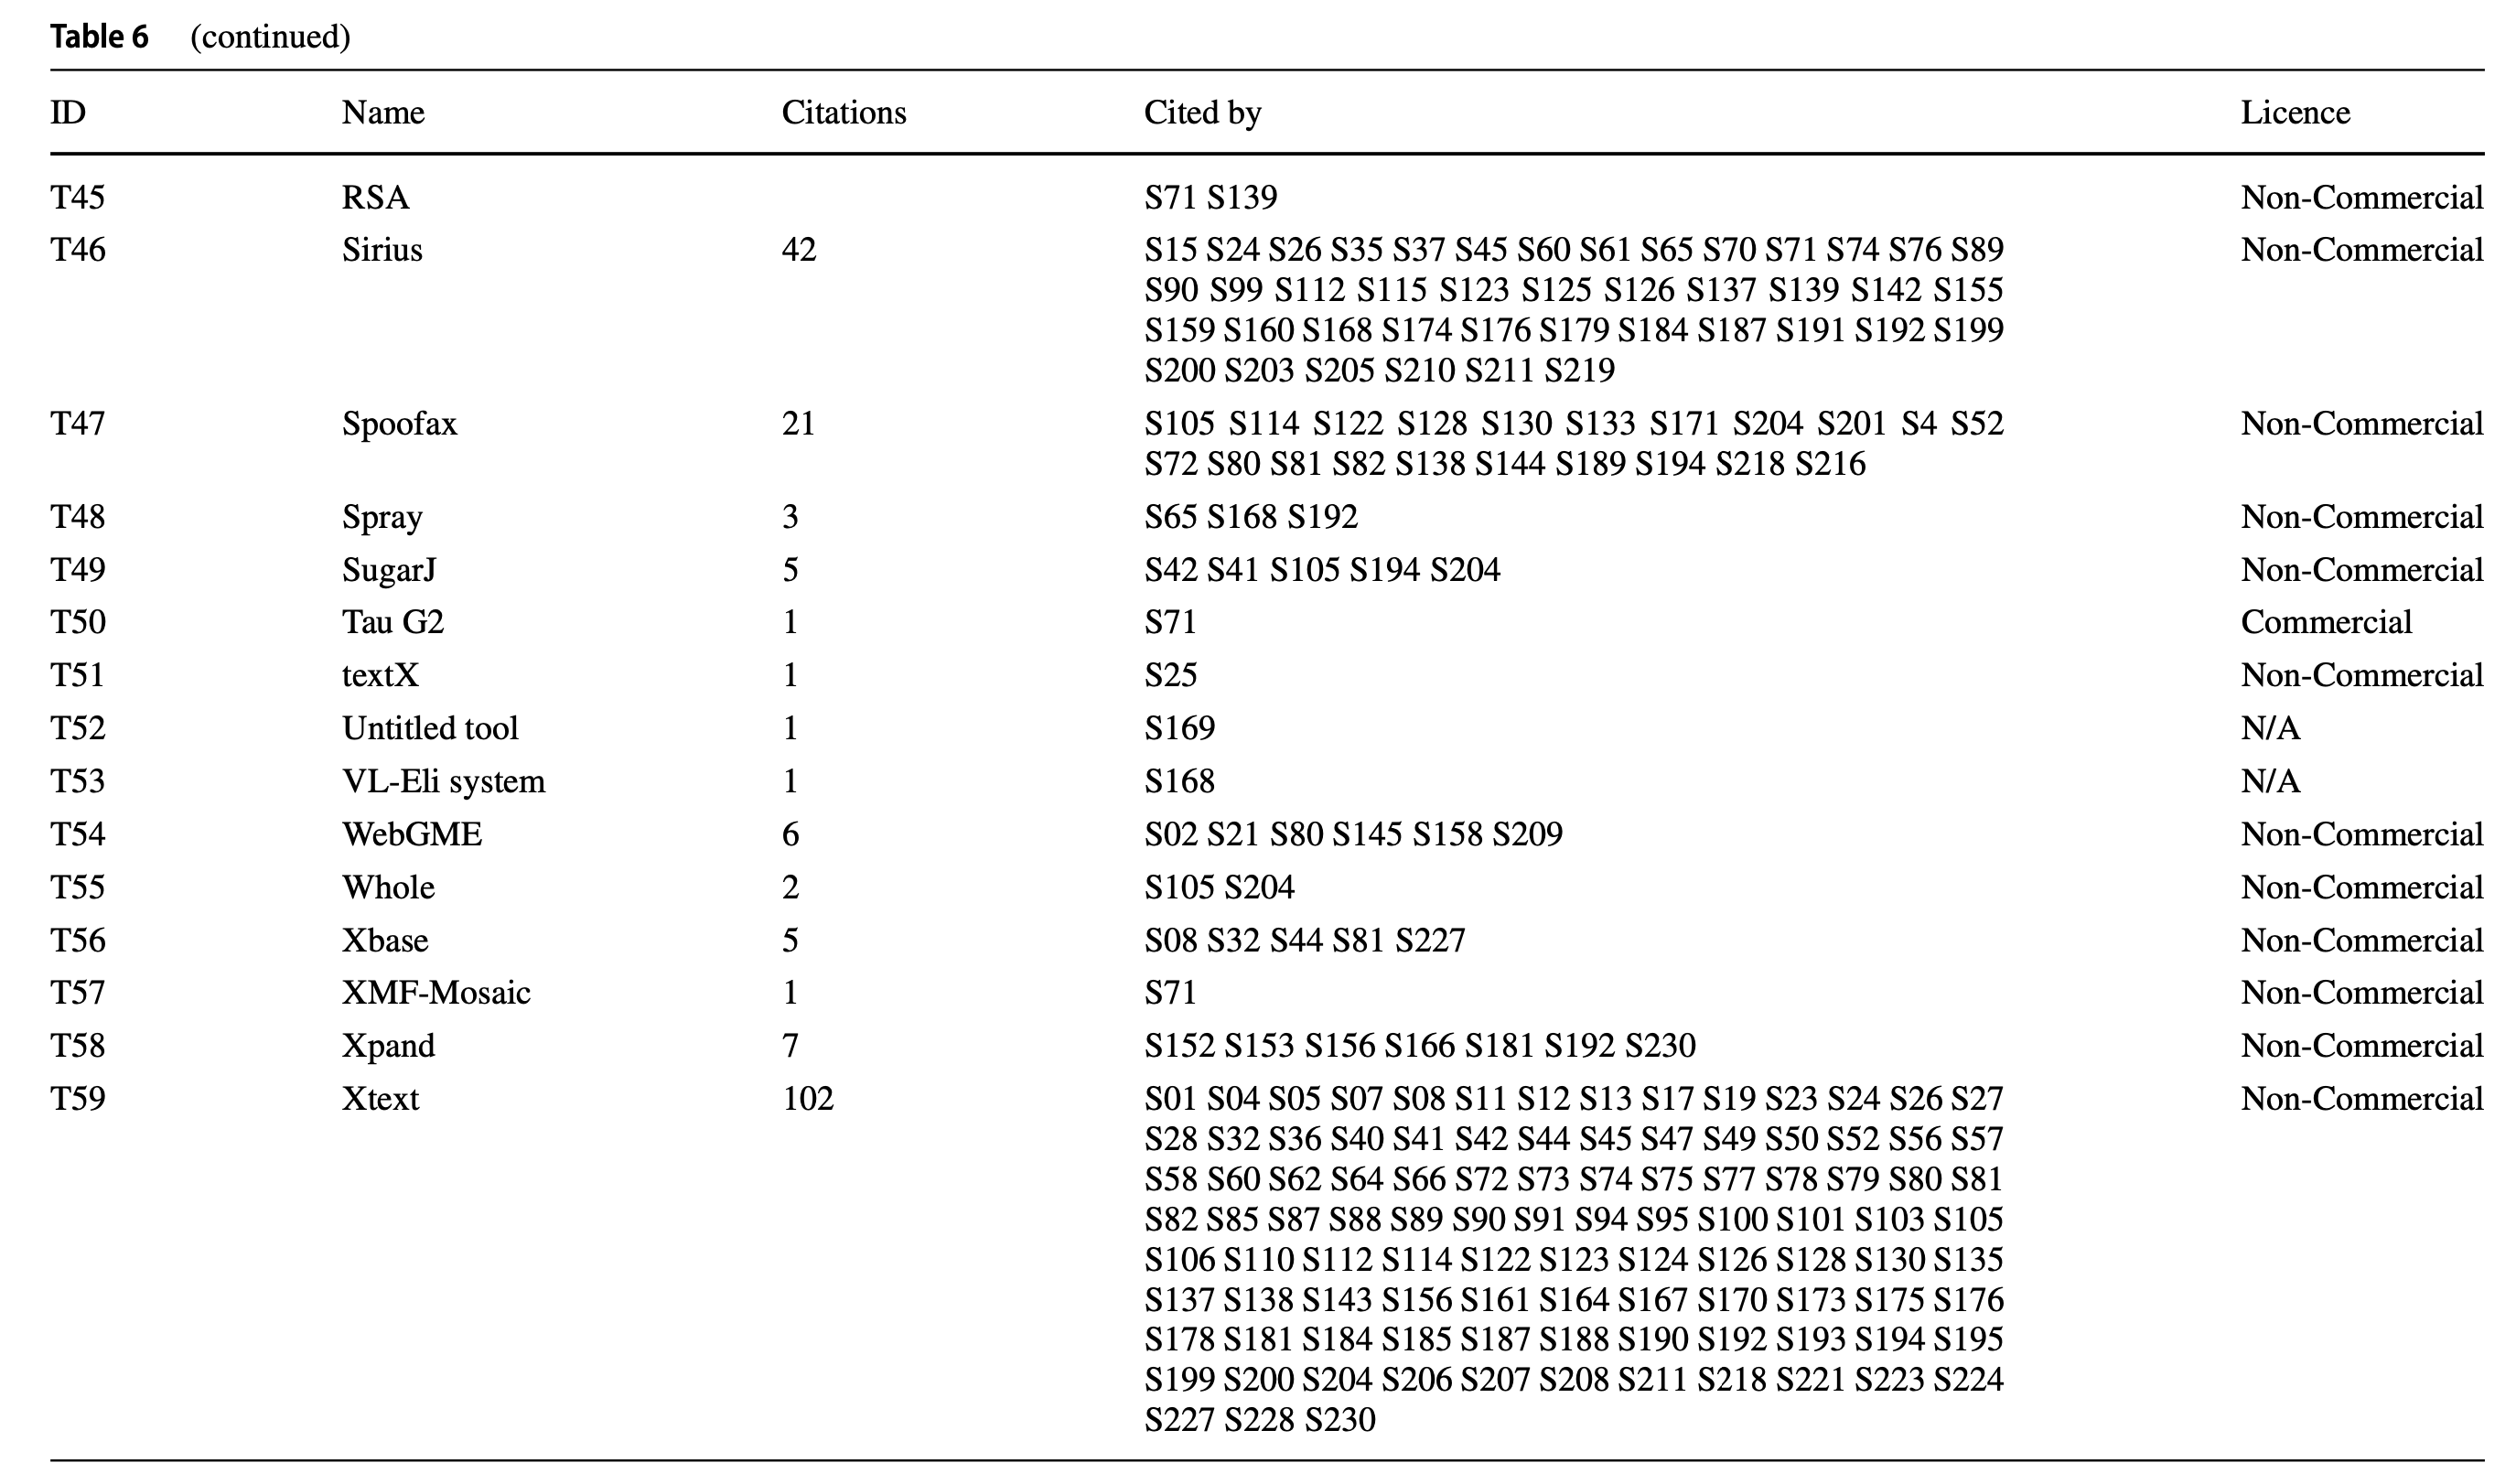 Table 6 (continued)
ID Name Citations Cited by Licence
T45 RSA S71 S139 Non-Commercial
T46 Sirius 42 S15 S24 S26 S35 S37 S45 S60 S61 S65 S70 S71 S74 S76 S89 Non-Commercial
S90 S99 S112 S115 S123 S125 S126 S137 S139 S142 S155
S159 S160 S168 S174 S176 S179 S184 S187 S191 S192 S199
S200 S203 S205 S210 S211 S219
T47 Spoofax 21 S105 S114 S122 S128 S130 S133 S171 S204 S201 S4 S52 Non-Commercial
S72 S80 S81 S82 S138 S144 S189 S194 S218 S216
T48 Spray 3 S65 S168 S192 Non-Commercial
T49 SugarJ 5 S42 S41 S105 S194 S204 Non-Commercial
T50 Tau G2 1 S71 Commercial
T51 textX 1 S25 Non-Commercial
T52 Untitled tool 1 S169 N/A
T53 VL-Eli system 1 S168 N/A
T54 WebGME 6 S02 S21 S80 S145 S158 S209 Non-Commercial
T55 Whole 2 S105 S204 Non-Commercial
T56 Xbase 5 S08 S32 S44 S81 S227 Non-Commercial
T57 XMF-Mosaic 1 S71 Non-Commercial
T58 Xpand 7 S152 S153 S156 S166 S181 S192 S230 Non-Commercial
T59 Xtext 102 S01 S04 S05 S07 S08 S11 S12 S13 S17 S19 S23 S24 S26 S27 Non-Commercial
S28 S32 S36 S40 S41 S42 S44 S45 S47 S49 S50 S52 S56 S57
S58 S60 S62 S64 S66 S72 S73 S74 S75 S77 S78 S79 S80 S81
S82 S85 S87 S88 S89 S90 S91 S94 S95 S100 S101 S103 S105
S106 S110 S112 S114 S122 S123 S124 S126 S128 S130 S135
S137 S138 S143 S156 S161 S164 S167 S170 S173 S175 S176
S178 S181 S184 S185 S187 S188 S190 S192 S193 S194 S195
S199 S200 S204 S206 S207 S208 S211 S218 S221 S223 S224
S227 S228 S230